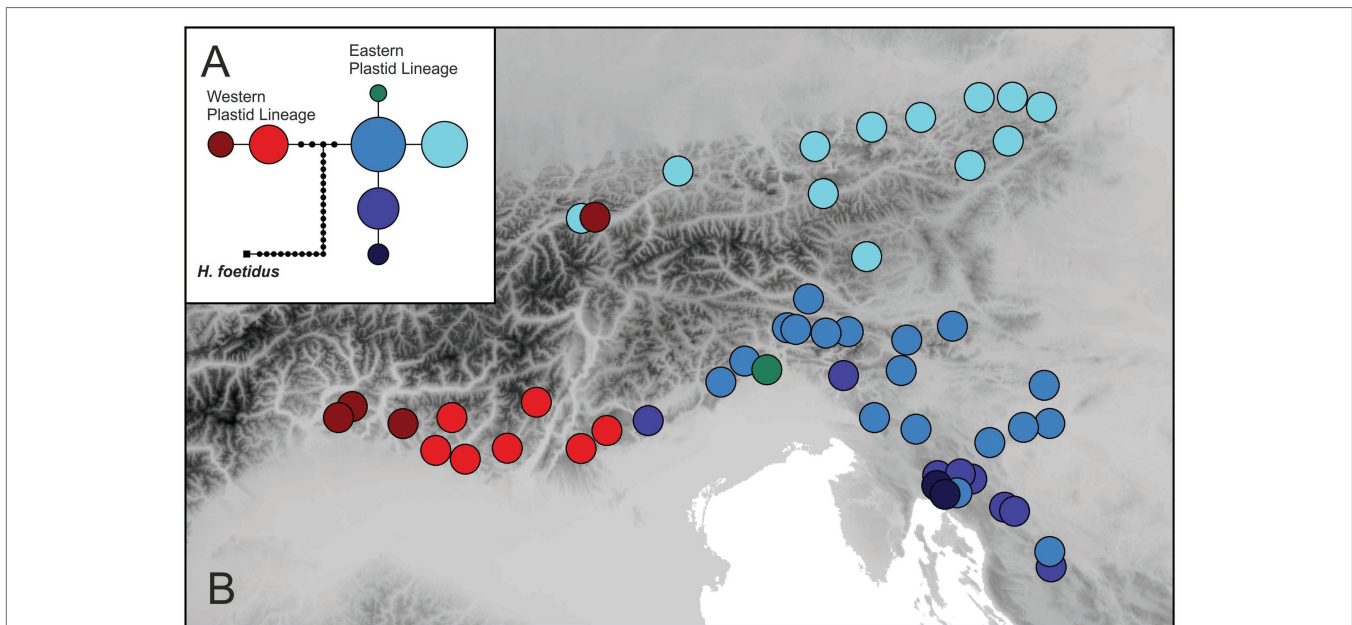 A
Eastern
Plastid Lineage
Western
Plastid Lineage
H. foetidus
B